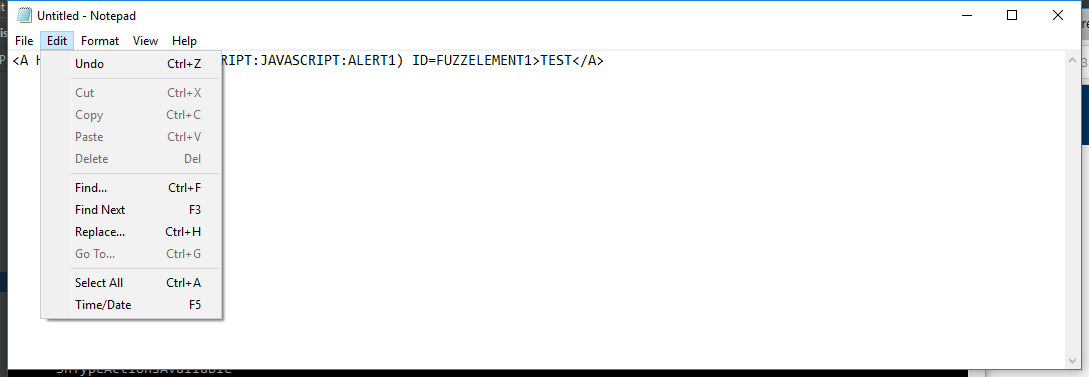 Untitled - Notepad
File Edit Format View Help
<A RIPT:JAVASCRIPT:ALERT1) ID=FUZZELEMENT1>TEST</A>
Undo Ctrl+Z
Cut Ctrl+X
Copy Ctrl+C
Paste Ctrl+V
Delete Del
Find... Ctrl+F
Find Next F3
Replace... Ctrl+H
Go To... Ctrl+G
Select All Ctrl+A
Time/Date F5